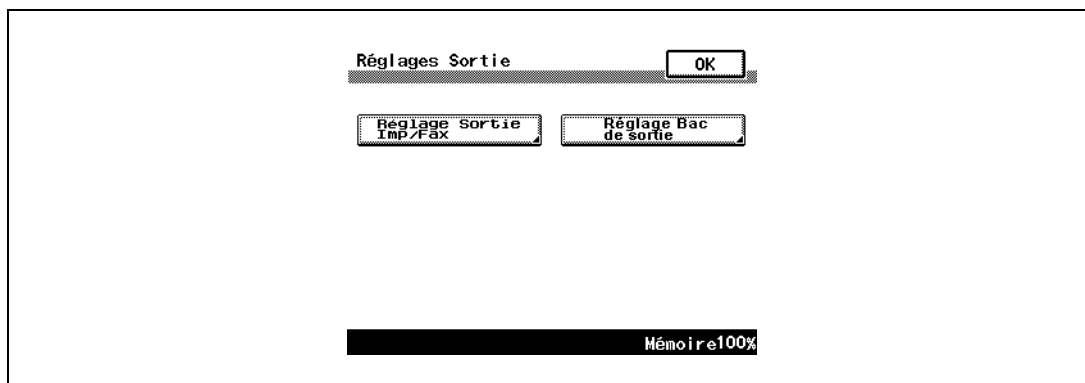 Réglages Sortie
OK
Réglage Sortie
Imp/Fax
Réglage Bac
de sortie
Mémoire100%